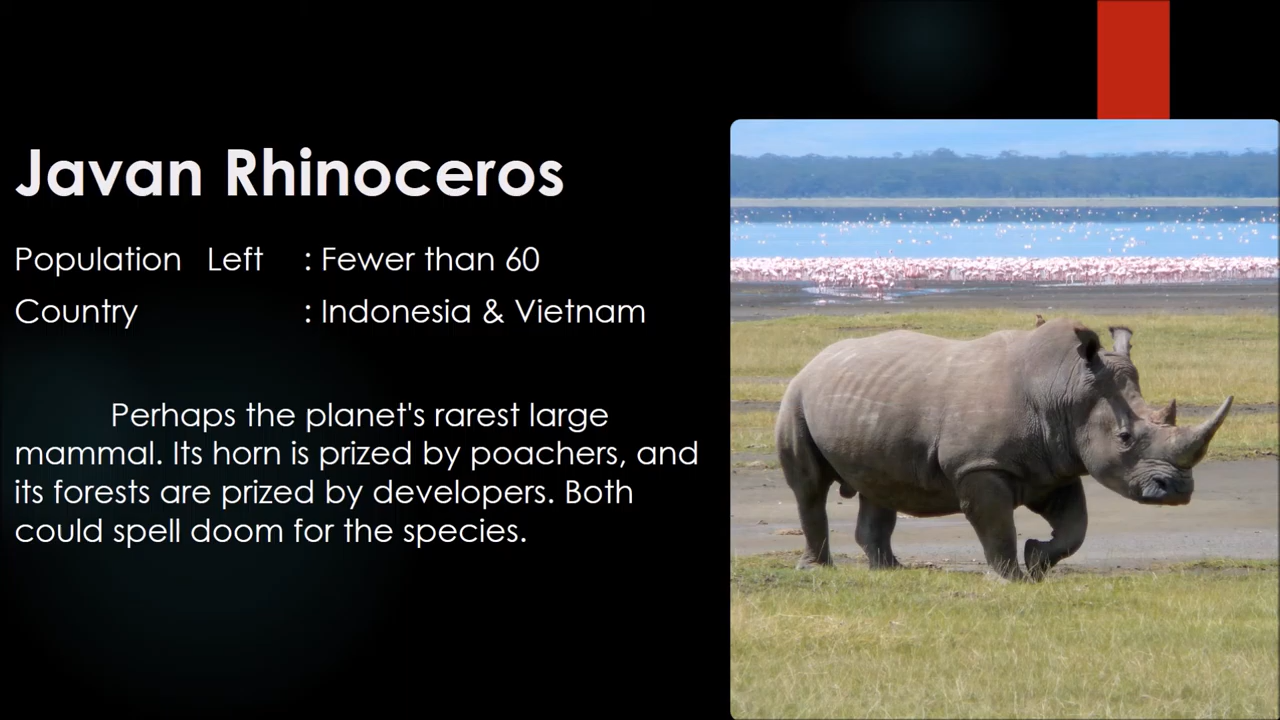 Javan Rhinoceros
Population Left : Fewer than 60
Country : Indonesia & Vietnam
Perhaps the planet's rarest large
mammal. Its horn is prized by poachers, and
its forests are prized by developers. Both
could spell doom for the species.